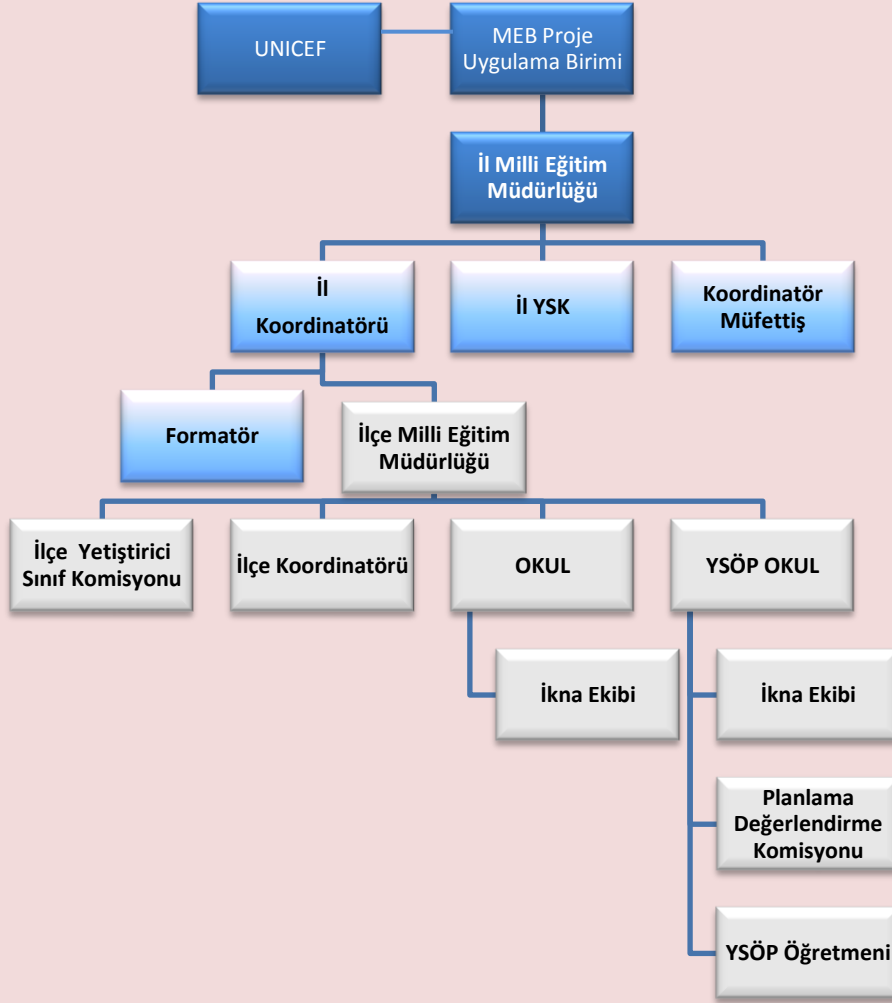 UNICEF
MEB Proje
Uygulama Birimi
İl Milli Eğitim
Müdürlüğü
İl
Koordinatörü
İl YSK
Koordinatör
Müfettiş
Formatör
İlçe Milli Eğitim
Müdürlüğü
İlçe Yetiştirici
Sınıf Komisyonu
İlçe Koordinatörü
OKUL
YSÖP OKUL
İkna Ekibi
İkna Ekibi
Planlama
Değerlendirme
Komisyonu
YSÖP Öğretmeni